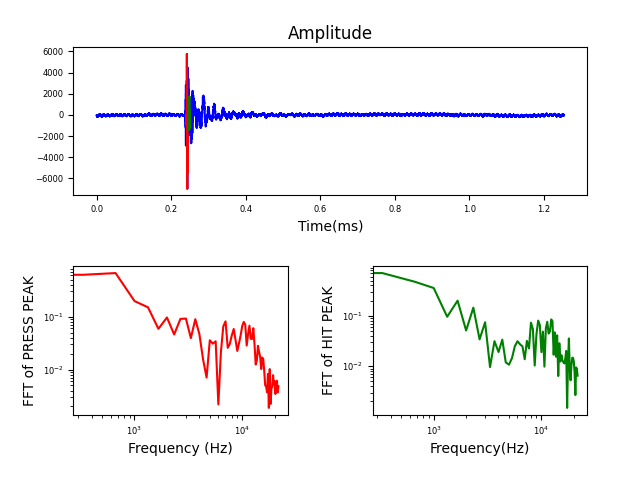 Amplitude
6000
4000
2000
0
−2000
−4000
−6000
0.0 0.2 0.4 0.6 0.8 1.0 1.2
Time(ms)
FFT of PRESS PEAK
10⁻¹
10⁻²
10³ 10⁴
Frequency (Hz)
FFT of HIT PEAK
10⁻¹
10⁻²
10³ 10⁴
Frequency(Hz)